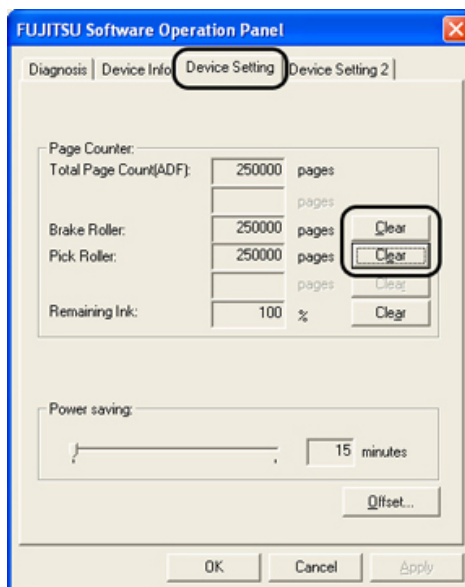 FUJITSU Software Operation Panel
Diagnosis Device Info Device Setting Device Setting 2
Page Counter:
Total Page Count(ADF): 250000 pages
pages
Brake Roller: 250000 pages Clear
Pick Roller: 250000 pages Clear
pages Clear
Remaining Ink: 100 % Clear
Power saving:
15 minutes
Offset...
OK Cancel Apply